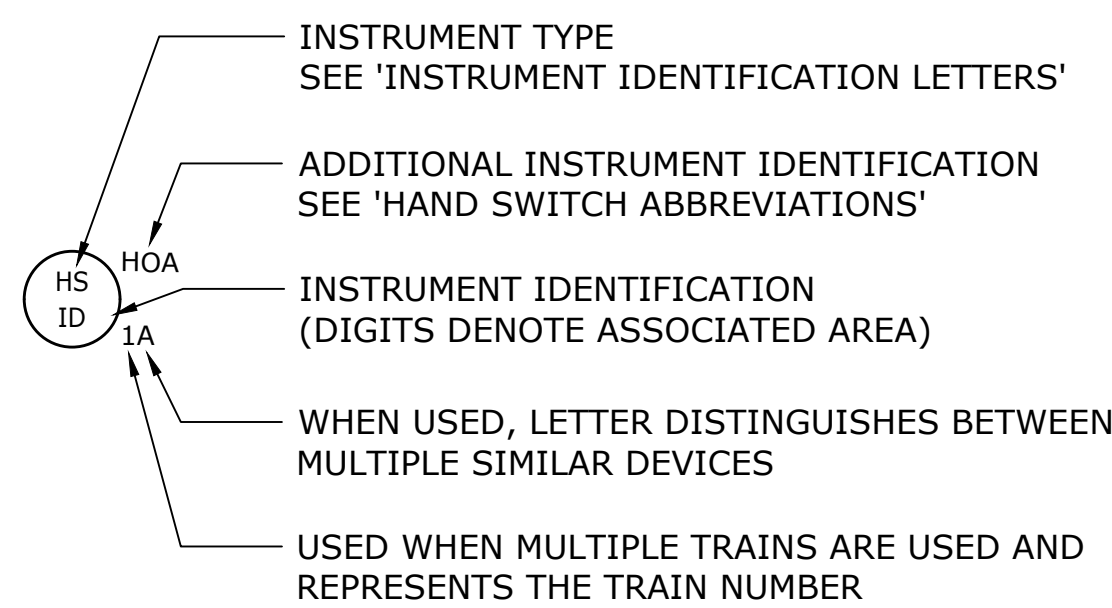 INSTRUMENT TYPE
SEE 'INSTRUMENT IDENTIFICATION LETTERS'
ADDITIONAL INSTRUMENT IDENTIFICATION
SEE 'HAND SWITCH ABBREVIATIONS'
HOA
HS
ID
1A
INSTRUMENT IDENTIFICATION
(DIGITS DENOTE ASSOCIATED AREA)
WHEN USED, LETTER DISTINGUISHES BETWEEN
MULTIPLE SIMILAR DEVICES
USED WHEN MULTIPLE TRAINS ARE USED AND
REPRESENTS THE TRAIN NUMBER